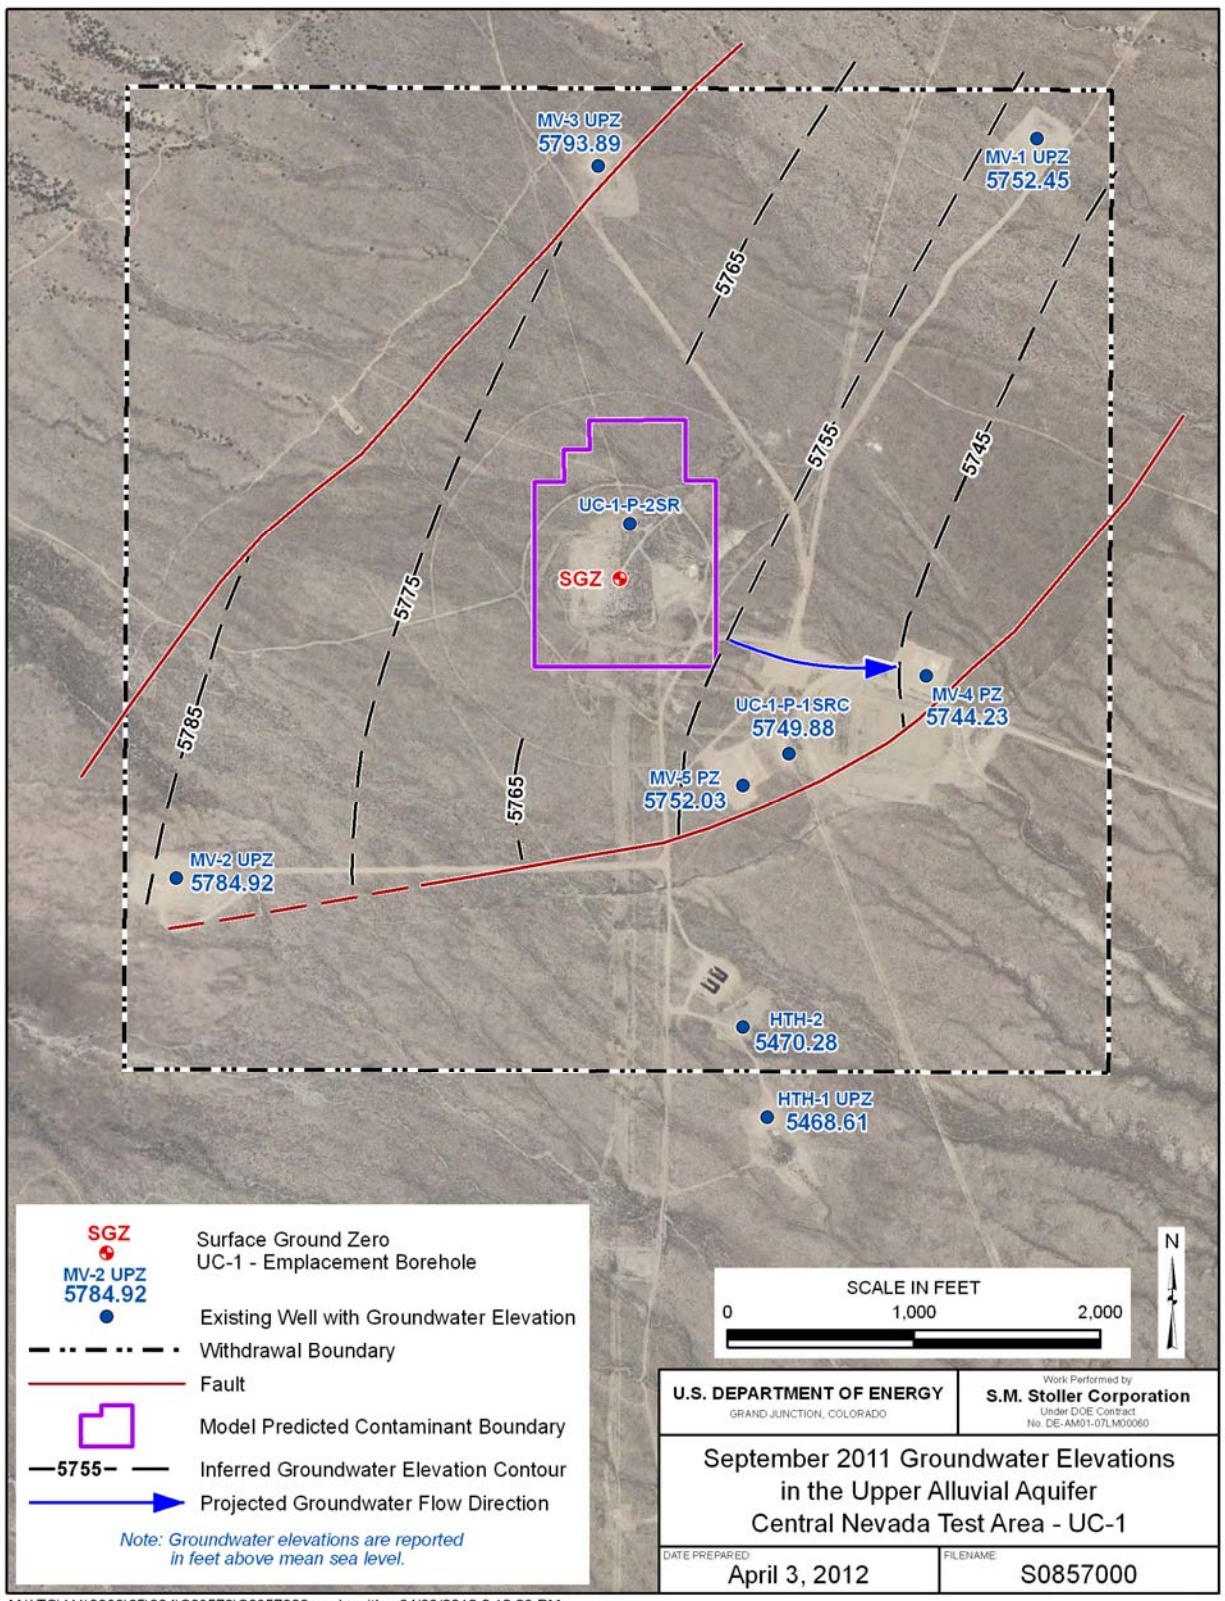 MV-3 UPZ
5793.89
MV-1 UPZ
5752.45
5765
5755
5745
UC-1-P-2SR
SGZ
5775
5785
MV-4 PZ
5744.23
UC-1-P-1SRC
5749.88
MV-5 PZ
5752.03
5765
MV-2 UPZ
5784.92
HTH-2
5470.28
HTH-1 UPZ
5468.61
SGZ
Surface Ground Zero
UC-1 - Emplacement Borehole
MV-2 UPZ
5784.92
Existing Well with Groundwater Elevation
Withdrawal Boundary
Fault
Model Predicted Contaminant Boundary
5755
Inferred Groundwater Elevation Contour
Projected Groundwater Flow Direction
Note: Groundwater elevations are reported
in feet above mean sea level.
N
SCALE IN FEET
0 1,000 2,000
U.S. DEPARTMENT OF ENERGY
GRAND JUNCTION, COLORADO
Work Performed by
S.M. Stoller Corporation
Under DOE Contract
No. DE-AM01-07LM00060
September 2011 Groundwater Elevations
in the Upper Alluvial Aquifer
Central Nevada Test Area - UC-1
DATE PREPARED:
April 3, 2012
FILENAME:
S0857000